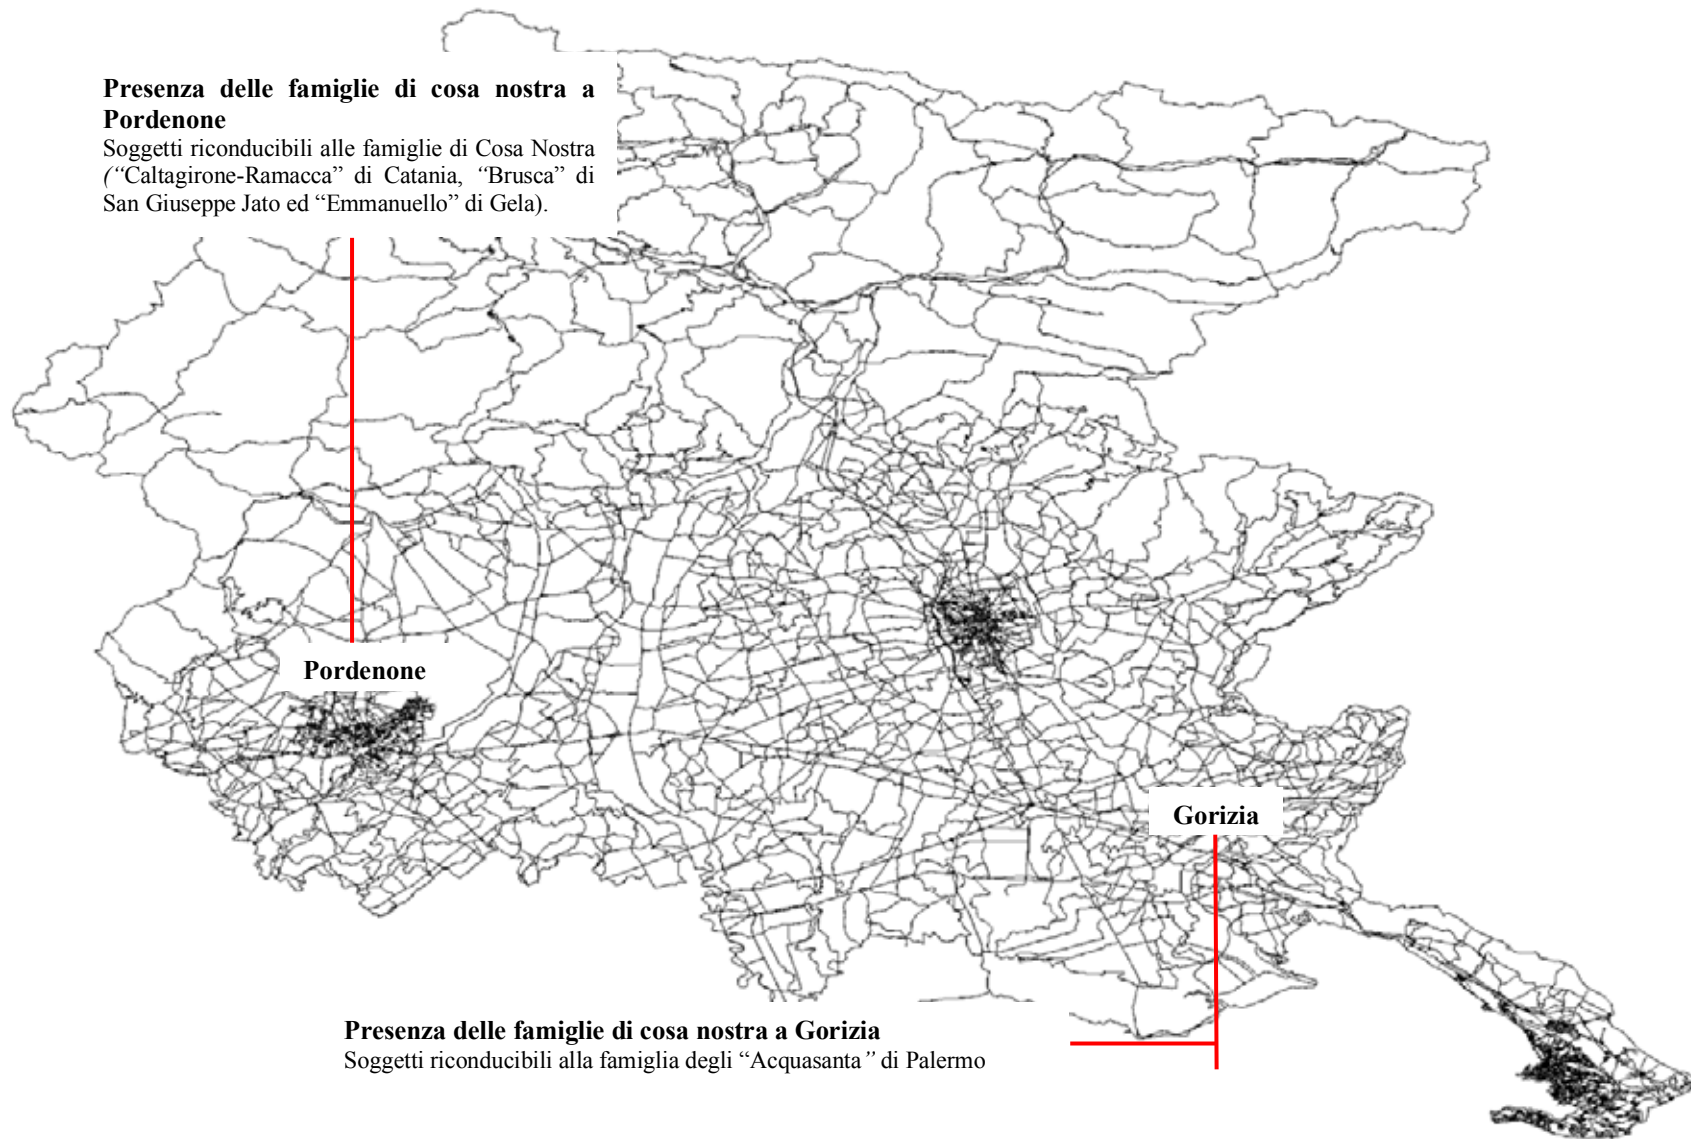 Presenza delle famiglie di cosa nostra a
Pordenone
Soggetti riconducibili alle famiglie di Cosa Nostra
(“Caltagirone-Ramacca” di Catania, “Brusca” di
San Giuseppe Jato ed “Emmanuello” di Gela).
Pordenone
Gorizia
Presenza delle famiglie di cosa nostra a Gorizia
Soggetti riconducibili alla famiglia degli “Acquasanta” di Palermo